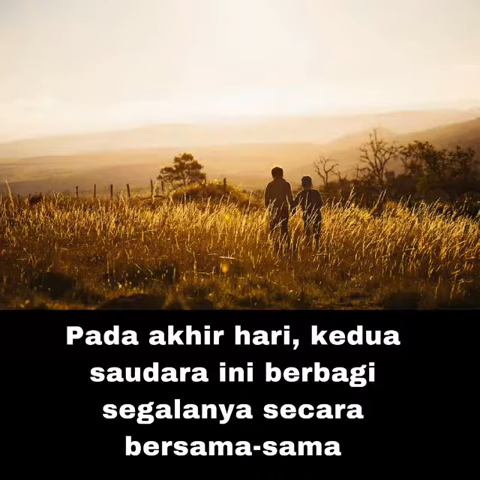 Pada akhir hari, kedua
saudara ini berbagi
segalanya secara
bersama-sama